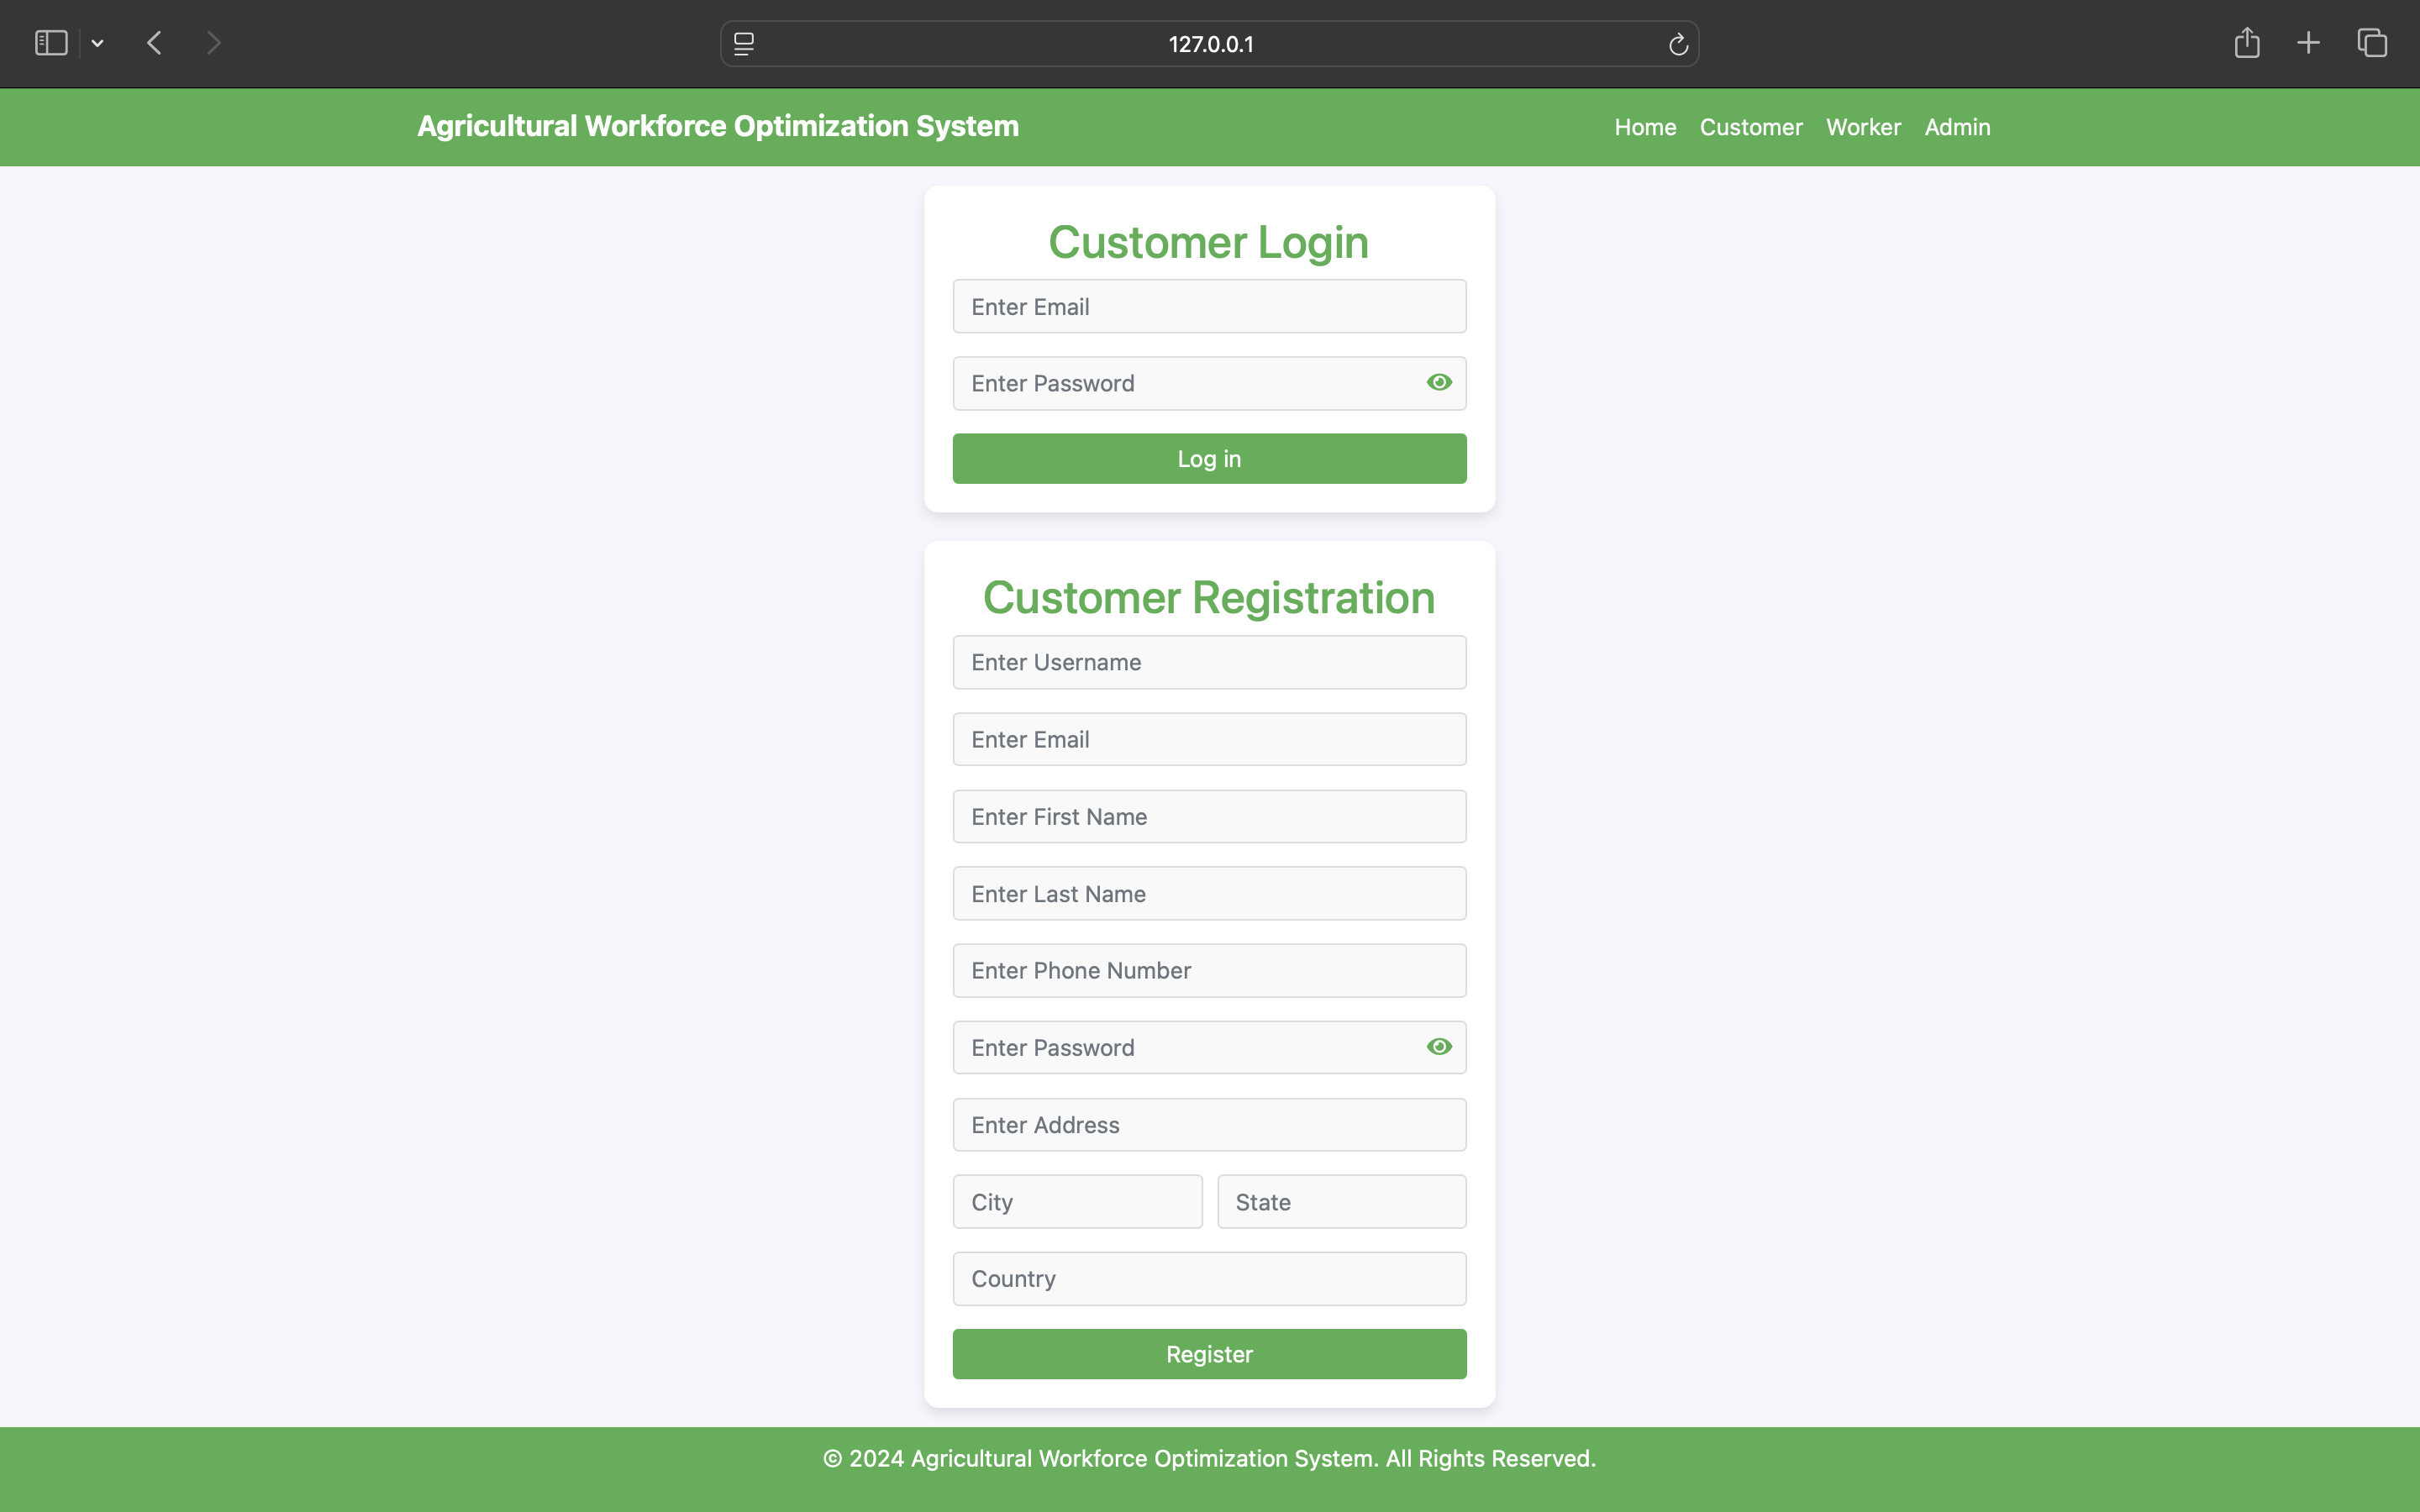 127.0.0.1
Agricultural Workforce Optimization System
Home Customer Worker Admin
Customer Login
Enter Email
Enter Password
Log in
Customer Registration
Enter Username
Enter Email
Enter First Name
Enter Last Name
Enter Phone Number
Enter Password
Enter Address
City State
Country
Register
© 2024 Agricultural Workforce Optimization System. All Rights Reserved.